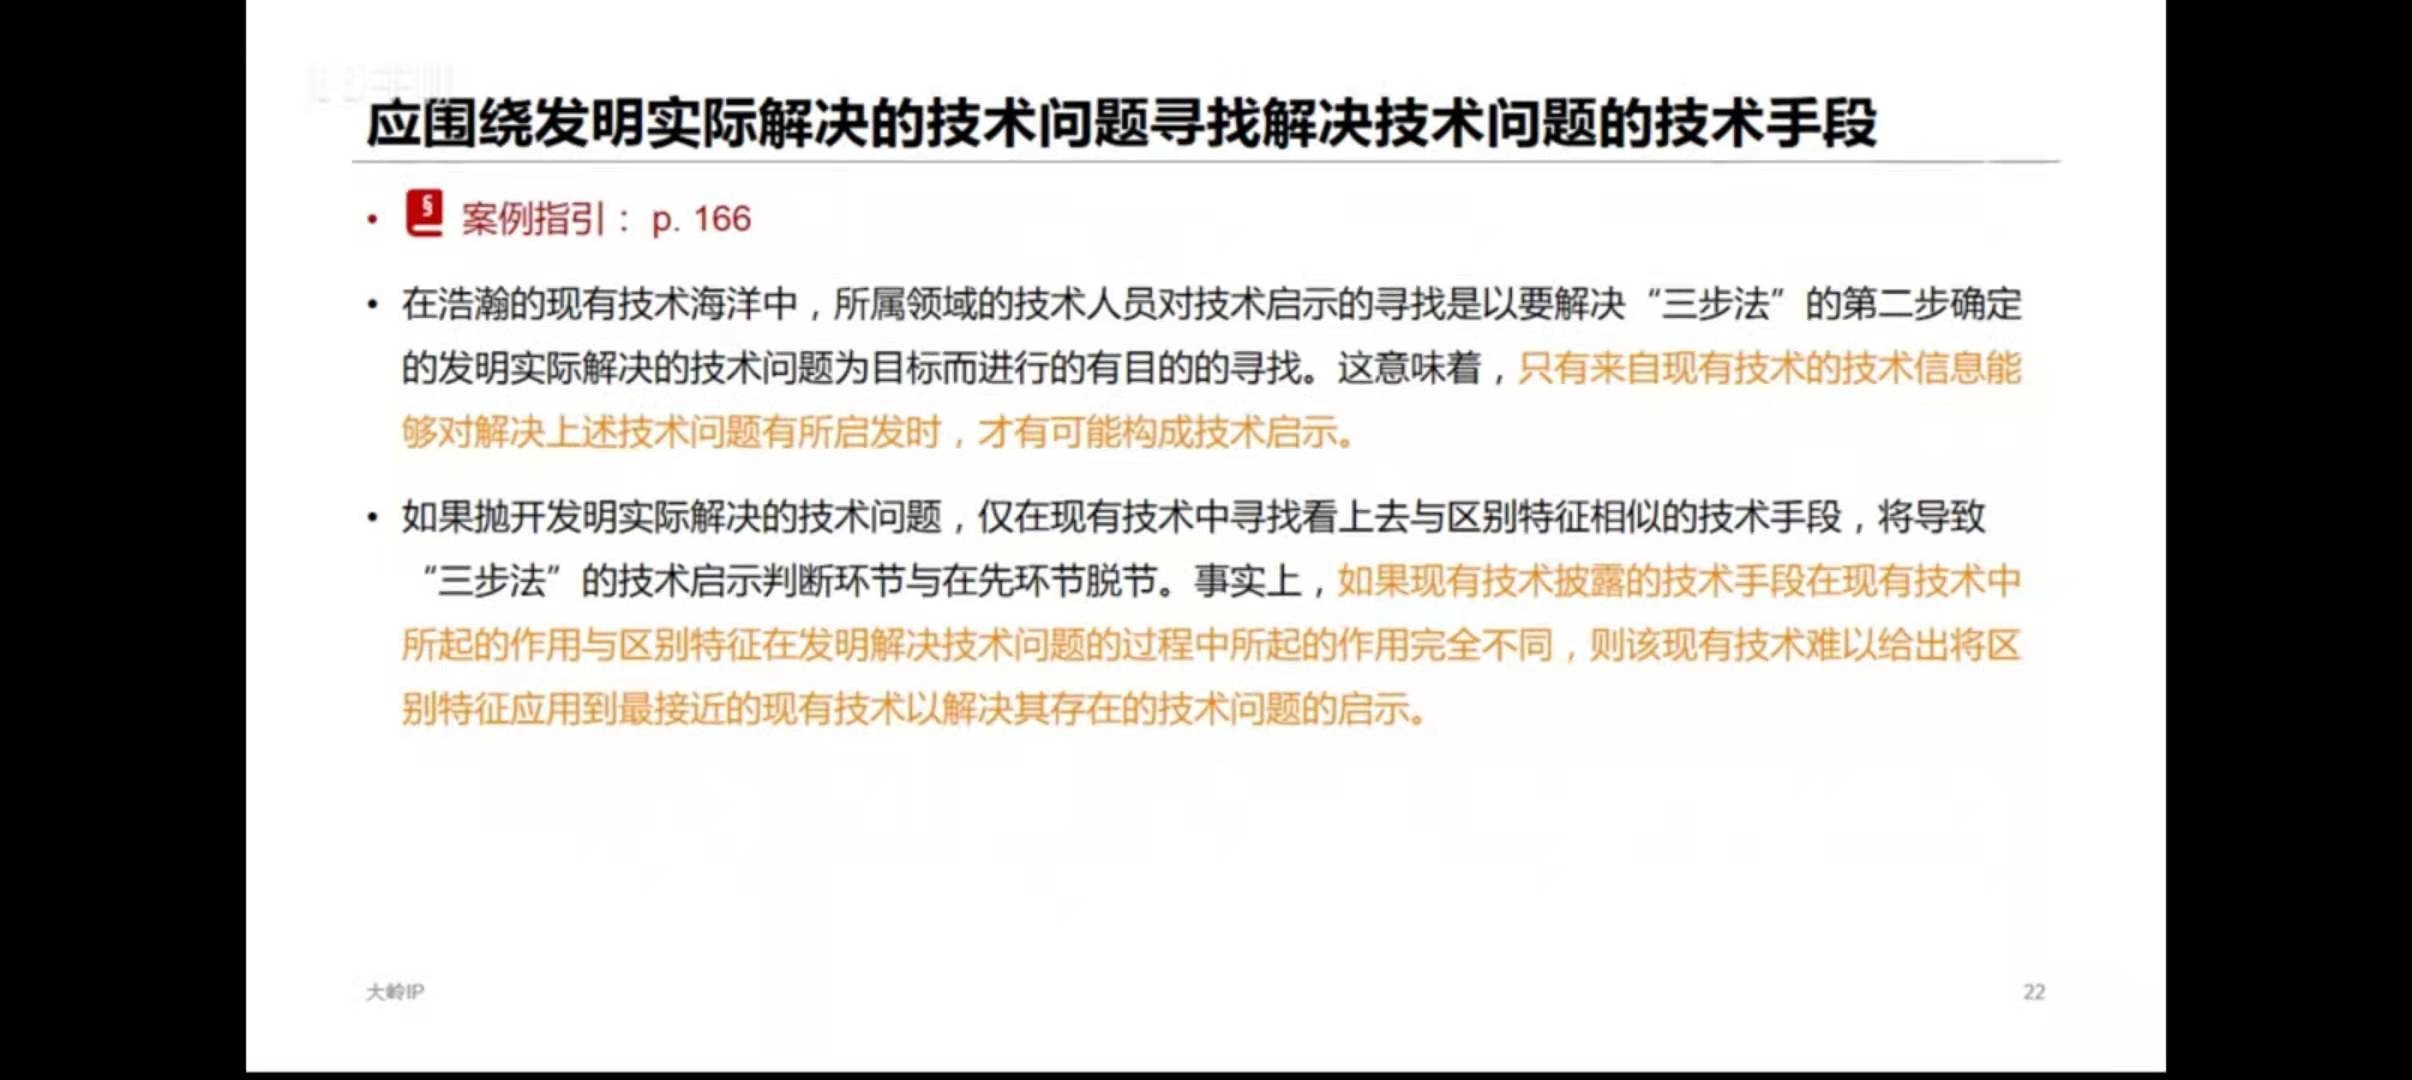 应围绕发明实际解决的技术问题寻找解决技术问题的技术手段
• § 案例指引： p. 166
• 在浩瀚的现有技术海洋中，所属领域的技术人员对技术启示的寻找是以要解决“三步法”的第二步确定
的发明实际解决的技术问题为目标而进行的有目的的寻找。这意味着，只有来自现有技术的技术信息能
够对解决上述技术问题有所启发时，才有可能构成技术启示。
• 如果抛开发明实际解决的技术问题，仅在现有技术中寻找看上去与区别特征相似的技术手段，将导致
“三步法”的技术启示判断环节与在先环节脱节。事实上，如果现有技术披露的技术手段在现有技术中
所起的作用与区别特征在发明解决技术问题的过程中所起的作用完全不同，则该现有技术难以给出将区
别特征应用到最接近的现有技术以解决其存在的技术问题的启示。
大岭IP
22